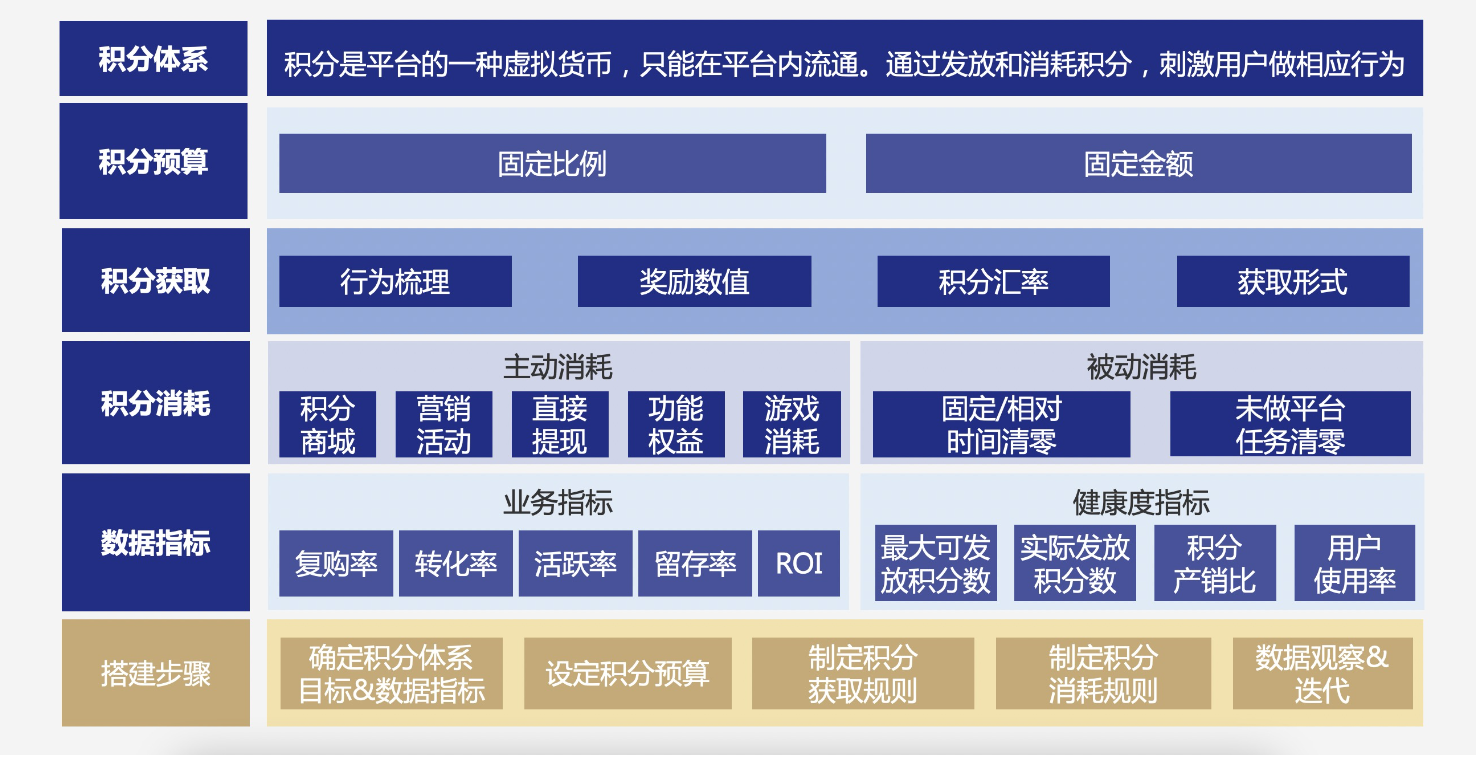 积分体系
积分是平台的一种虚拟货币，只能在平台内流通。通过发放和消耗积分，刺激用户做相应行为
积分预算
固定比例
固定金额
积分获取
行为梳理
奖励数值
积分汇率
获取形式
积分消耗
主动消耗
积分
商城
营销
活动
直接
提现
功能
权益
游戏
消耗
被动消耗
固定/相对
时间清零
未做平台
任务清零
数据指标
业务指标
复购率
转化率
活跃率
留存率
ROI
健康度指标
最大可发
放积分数
实际发放
积分数
积分
产销比
用户
使用率
搭建步骤
确定积分体系
目标&数据指标
设定积分预算
制定积分
获取规则
制定积分
消耗规则
数据观察&
迭代